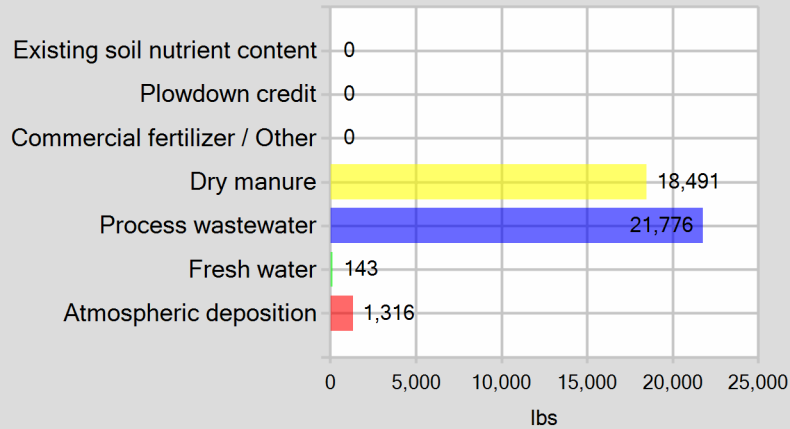 Existing soil nutrient content 0
Plowdown credit 0
Commercial fertilizer / Other 0
Dry manure 18,491
Process wastewater 21,776
Fresh water 143
Atmospheric deposition 1,316
0 5,000 10,000 15,000 20,000 25,000
lbs